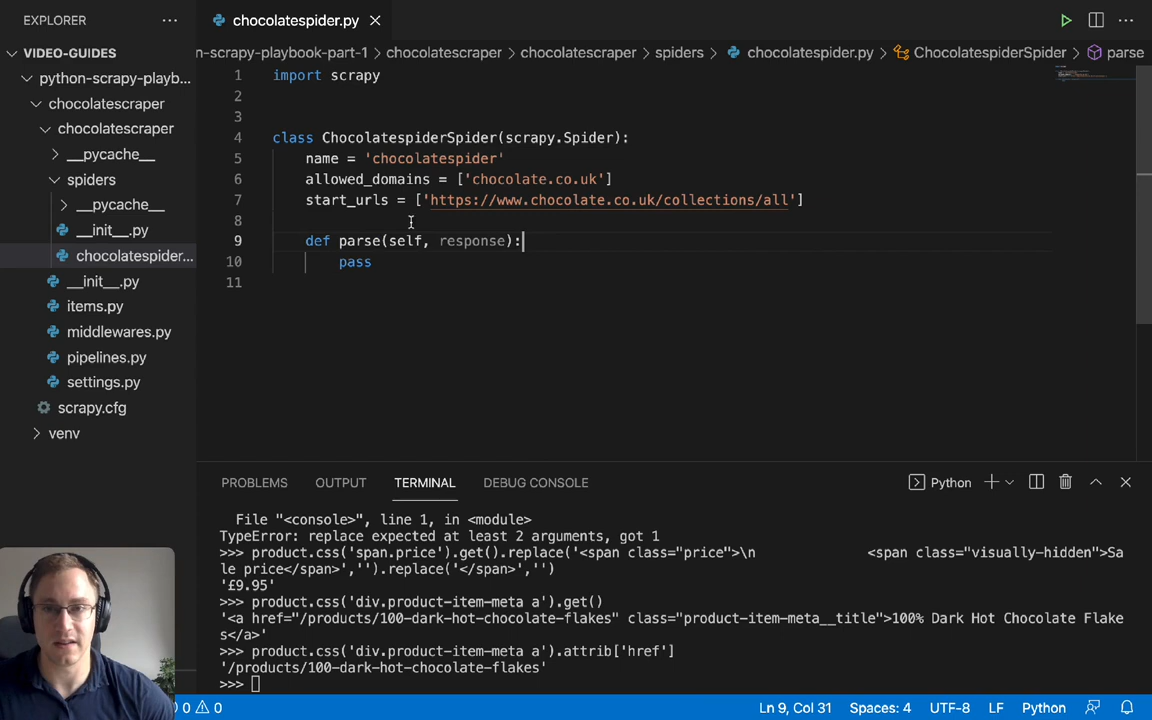 EXPLORER
chocolatespider.py
VIDEO-GUIDES
python-scrapy-playb...
chocolatescraper
chocolatescraper
__pycache__
spiders
__pycache__
__init__.py
chocolatespider...
__init__.py
items.py
middlewares.py
pipelines.py
settings.py
scrapy.cfg
venv
n-scrapy-playbook-part-1 > chocolatescraper > chocolatescraper > spiders > chocolatespider.py > ChocolatespiderSpider > parse
1 import scrapy
2
3
4 class ChocolatespiderSpider(scrapy.Spider):
5 name = 'chocolatespider'
6 allowed_domains = ['chocolate.co.uk']
7 start_urls = ['https://www.chocolate.co.uk/collections/all']
8
9 def parse(self, response):
10 pass
11
PROBLEMS OUTPUT TERMINAL DEBUG CONSOLE Python
File "<console>", line 1, in <module>
TypeError: replace expected at least 2 arguments, got 1
>>> product.css('span.price').get().replace('<span class="price">\n <span class="visually-hidden">Sa
le price</span>','').replace('</span>','')
'£9.95'
>>> product.css('div.product-item-meta a').get()
'<a href="/products/100-dark-hot-chocolate-flakes" class="product-item-meta__title">100% Dark Hot Chocolate Flake
s</a>'
>>> product.css('div.product-item-meta a').attrib['href']
'/products/100-dark-hot-chocolate-flakes'
>>>
0 0 Ln 9, Col 31 Spaces: 4 UTF-8 LF Python